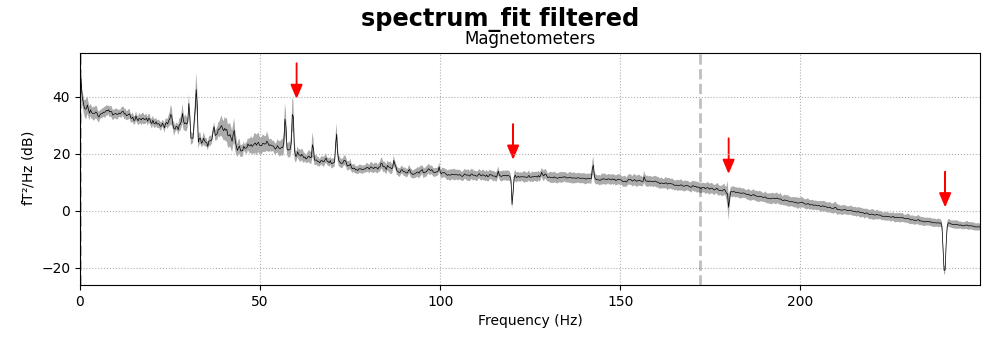 spectrum_fit filtered
Magnetometers
fT²/Hz (dB)
40
20
0
−20
0
50
100
150
200
Frequency (Hz)